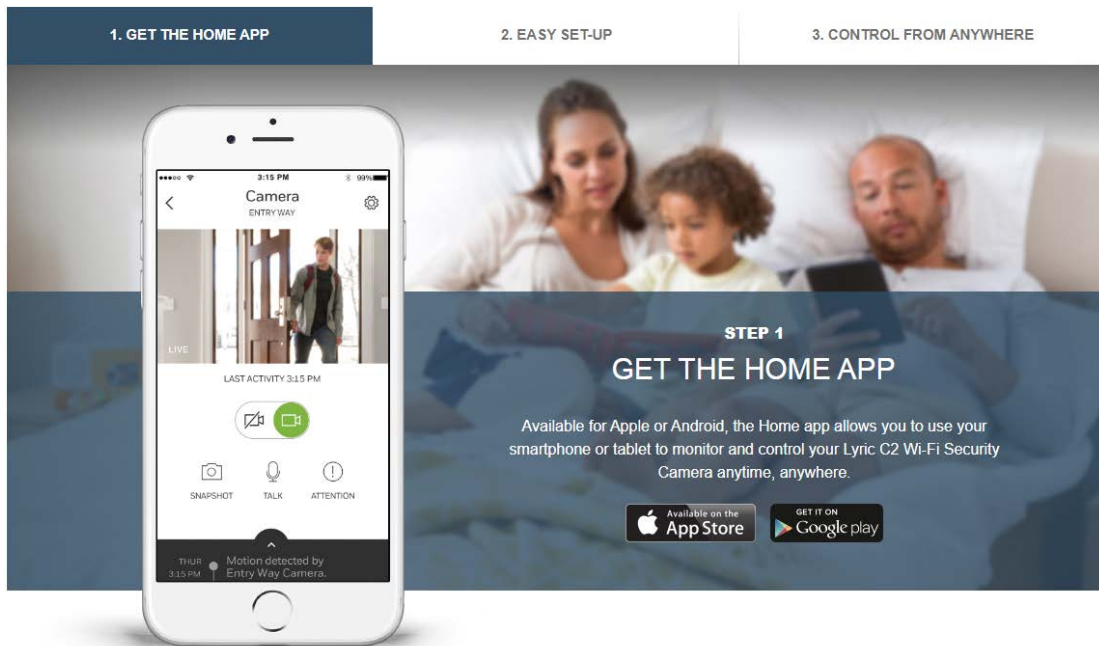 1. GET THE HOME APP
2. EASY SET-UP
3. CONTROL FROM ANYWHERE
3:15 PM
99%
Camera
ENTRY WAY
LIVE
LAST ACTIVITY 3:15 PM
SNAPSHOT
TALK
ATTENTION
THUR
3:15 PM
Motion detected by
Entry Way Camera.
STEP 1
GET THE HOME APP
Available for Apple or Android, the Home app allows you to use your
smartphone or tablet to monitor and control your Lyric C2 Wi-Fi Security
Camera anytime, anywhere.
Available on the
App Store
GET IT ON
Google play